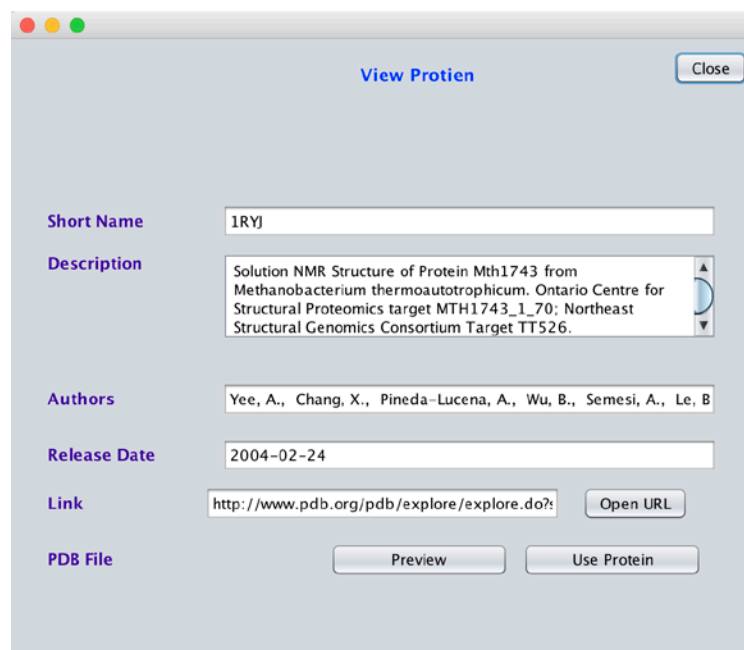 View Protien
Close
Short Name
1RYJ
Description
Solution NMR Structure of Protein Mth1743 from
Methanobacterium thermoautotrophicum. Ontario Centre for
Structural Proteomics target MTH1743_1_70; Northeast
Structural Genomics Consortium Target TT526.
Authors
Yee, A., Chang, X., Pineda-Lucena, A., Wu, B., Semesi, A., Le, B
Release Date
2004-02-24
Link
http://www.pdb.org/pdb/explore/explore.do?s
Open URL
PDB File
Preview
Use Protein